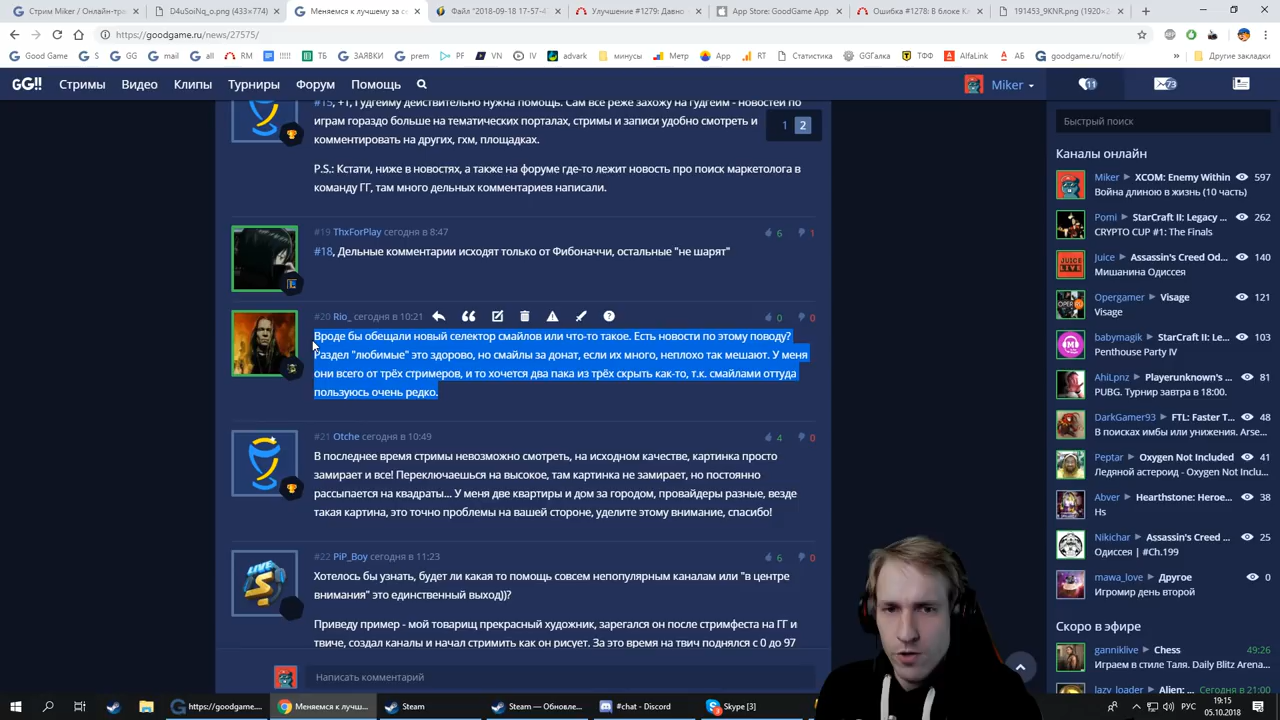 Стрим Miker / Онлайн-стри
D4uSoiNq_o.png (433×774)
Меняемся к лучшему за се
Файл "2018-09-18 17-57-4
Улучшение #1279: Давно
App Store: GoodGame App
Ошибка #1278: В блоке К
191453_9KNR.png (1920×2
https://goodgame.ru/news/27575/
Good Game
S
GG
mail
all
RM
!!!!
ТБ
ЗАЯВКИ
prem
PF
VN
IV
advark
минусы
Метр
App
RT
Статистика
GGГалка
ТФФ
AlfaLink
АБ
goodgame.ru/notify
Другие закладки
GG!!
Стримы
Видео
Клипы
Турниры
Форум
Помощь
Miker
11
73
#15, +1, Гудгейму действительно нужна помощь. Сам все реже захожу на гудгейм - новостей по
играм гораздо больше на тематических порталах, стримы и записи удобно смотреть и
комментировать на других, гхм, площадках.
1 2
P.S.: Кстати, ниже в новостях, а также на форуме где-то лежит новость про поиск маркетолога в
команду ГГ, там много дельных комментариев написали.
#19 ThxForPlay сегодня в 8:47
6 1
#18, Дельные комментарии исходят только от Фибоначчи, остальные "не шарят"
#20 Rio_ сегодня в 10:21
0 0
Вроде бы обещали новый селектор смайлов или что-то такое. Есть новости по этому поводу?
Раздел "любимые" это здорово, но смайлы за донат, если их много, неплохо так мешают. У меня
они всего от трёх стримеров, и то хочется два пака из трёх скрыть как-то, т.к. смайлами оттуда
пользуюсь очень редко.
#21 Otche сегодня в 10:49
4 0
В последнее время стримы невозможно смотреть, на исходном качестве, картинка просто
замирает и все! Переключаешься на высокое, там картинка не замирает, но постоянно
рассыпается на квадраты... У меня две квартиры и дом за городом, провайдеры разные, везде
такая картина, это точно проблемы на вашей стороне, уделите этому внимание, спасибо!
#22 PiP_Boy сегодня в 11:23
6 0
Хотелось бы узнать, будет ли какая то помощь совсем непопулярным каналам или "в центре
внимания" это единственный выход))?
Приведу пример - мой товарищ прекрасный художник, зарегался он после стримфеста на ГГ и
твиче, создал каналы и начал стримить как он рисует. За это время на твич поднялся с 0 до 97
Написать комментарий
Быстрый поиск
Каналы онлайн
Miker XCOM: Enemy Within 597
Война длиною в жизнь (10 часть)
Pomi StarCraft II: Legacy ... 262
CRYPTO CUP #1: The Finals
Juice Assassin's Creed Od... 140
Мишанина Одиссея
Opergamer Visage 121
Visage
babymagik StarCraft II: L... 103
Penthouse Party IV
AhiLpnz Playerunknown's ... 81
PUBG. Турнир завтра в 18:00.
DarkGamer93 FTL: Faster T... 48
В поисках имбы или унижения. Arse...
Peptar Oxygen Not Included 41
Ледяной астероид - Oxygen Not Inclu...
Abver Hearthstone: Heroe... 38
Hs
Nikichar Assassin's Creed ... 25
Одиссея | #Ch.199
mawa_love Другое 0
Игромир день второй
Скоро в эфире
ganniklive Chess 49:26
Играем в стиле Таля. Daily Blitz Arena...
lazy_loader Alien: ... Сегодня в 21:00
https://goodgame....
Меняемся к лучш...
Steam
Steam — Обновле...
#chat - Discord
Skype [3]
РУС
19:15
05.10.2018